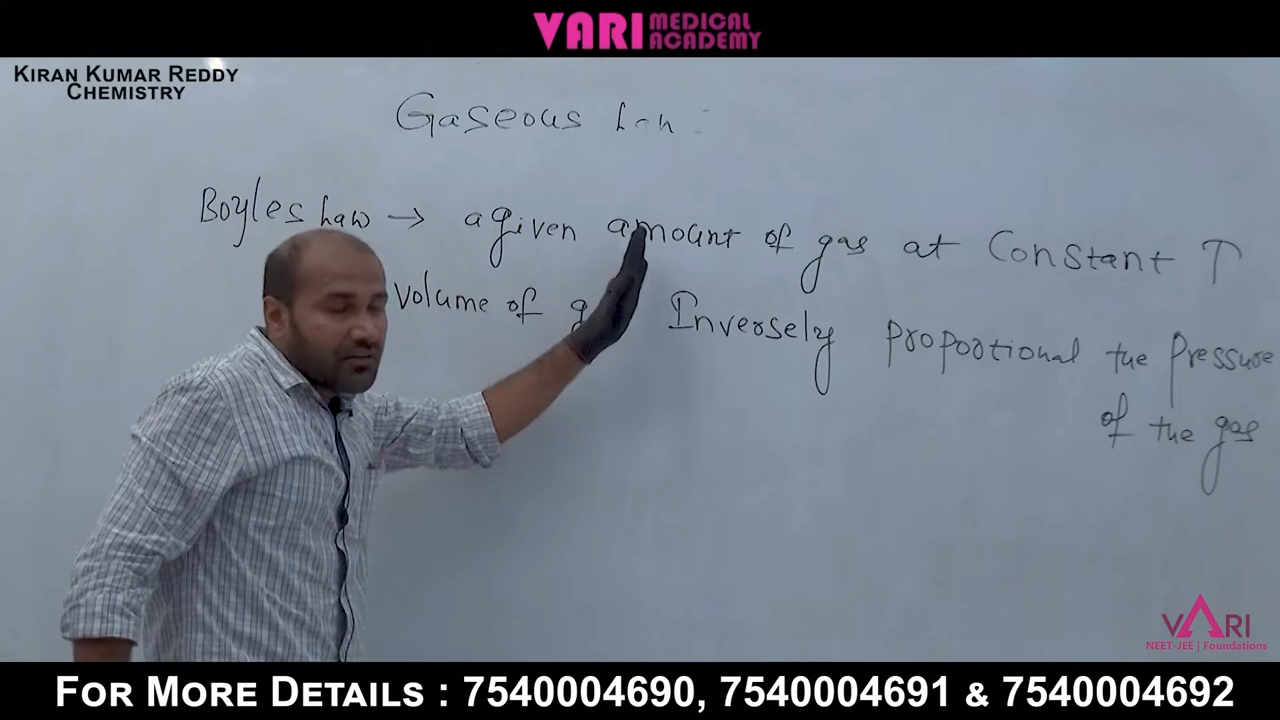 VARI MEDICAL ACADEMY
KIRAN KUMAR REDDY
CHEMISTRY
Gaseous Law :
Boyles Law → a given amount of gas at Constant T
volume of Inversely proportional the pressure
of the gas
VARI
NEET-JEE | Foundations
FOR MORE DETAILS : 7540004690, 7540004691 & 7540004692